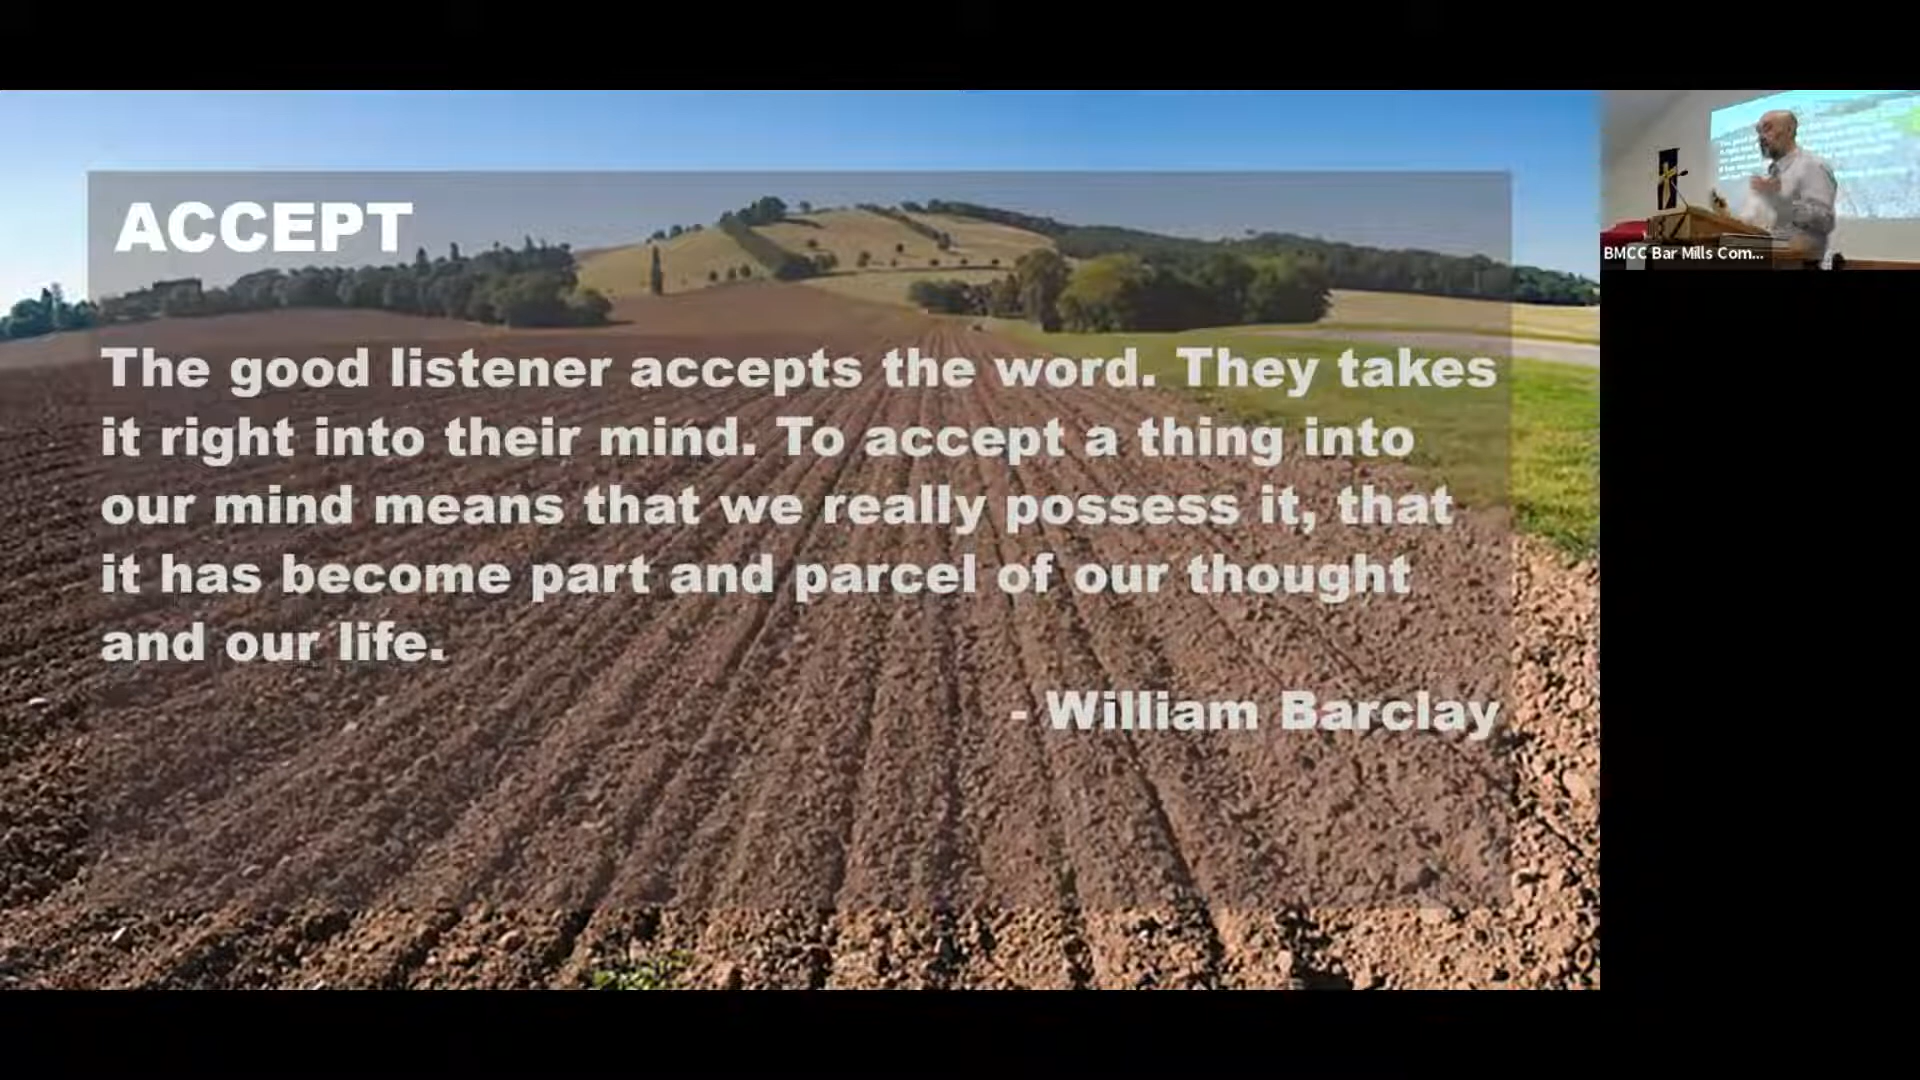 ACCEPT
The good listener accepts the word. They takes
it right into their mind. To accept a thing into
our mind means that we really possess it, that
it has become part and parcel of our thought
and our life.
- William Barclay
BMCC Bar Mills Com...